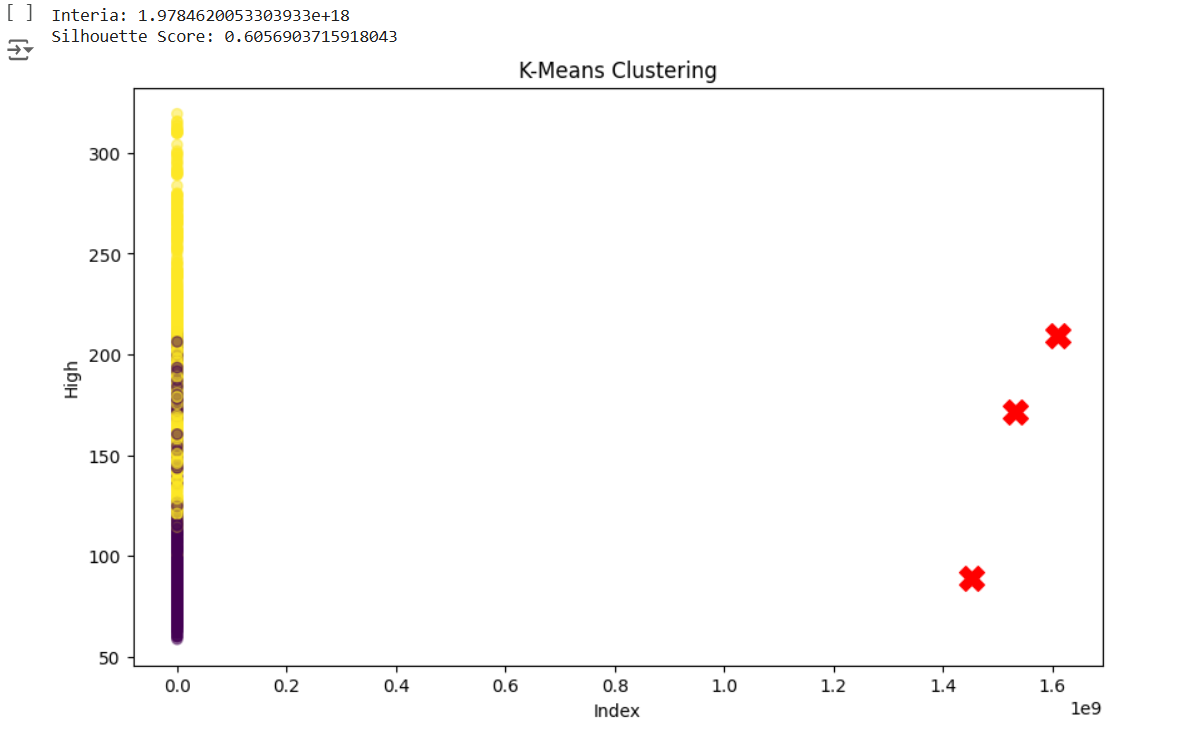 [ ] Interia: 1.9784620053303933e+18
Silhouette Score: 0.6056903715918043
K-Means Clustering
300
250
200
150
100
50
High
0.0 0.2 0.4 0.6 0.8 1.0 1.2 1.4 1.6
1e9
Index